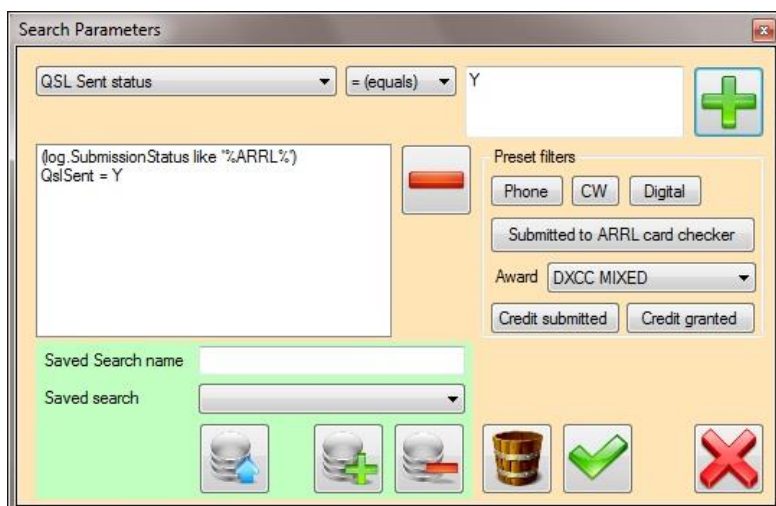 Search Parameters
QSL Sent status
= (equals)
Y
(log.SubmissionStatus like '%ARRL%')
QslSent = Y
Preset filters
Phone
CW
Digital
Submitted to ARRL card checker
Award
DXCC MIXED
Credit submitted
Credit granted
Saved Search name
Saved search